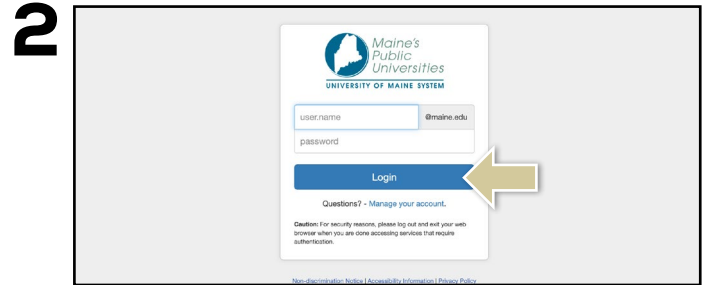 2
Maine's
Public
Universities
UNIVERSITY OF MAINE SYSTEM
user.name @maine.edu
password
Login
Questions? - Manage your account.
Caution: For security reasons, please log out and exit your web
browser when you are done accessing services that require
authentication.
Non-discrimination Notice | Accessibility Information | Privacy Policy